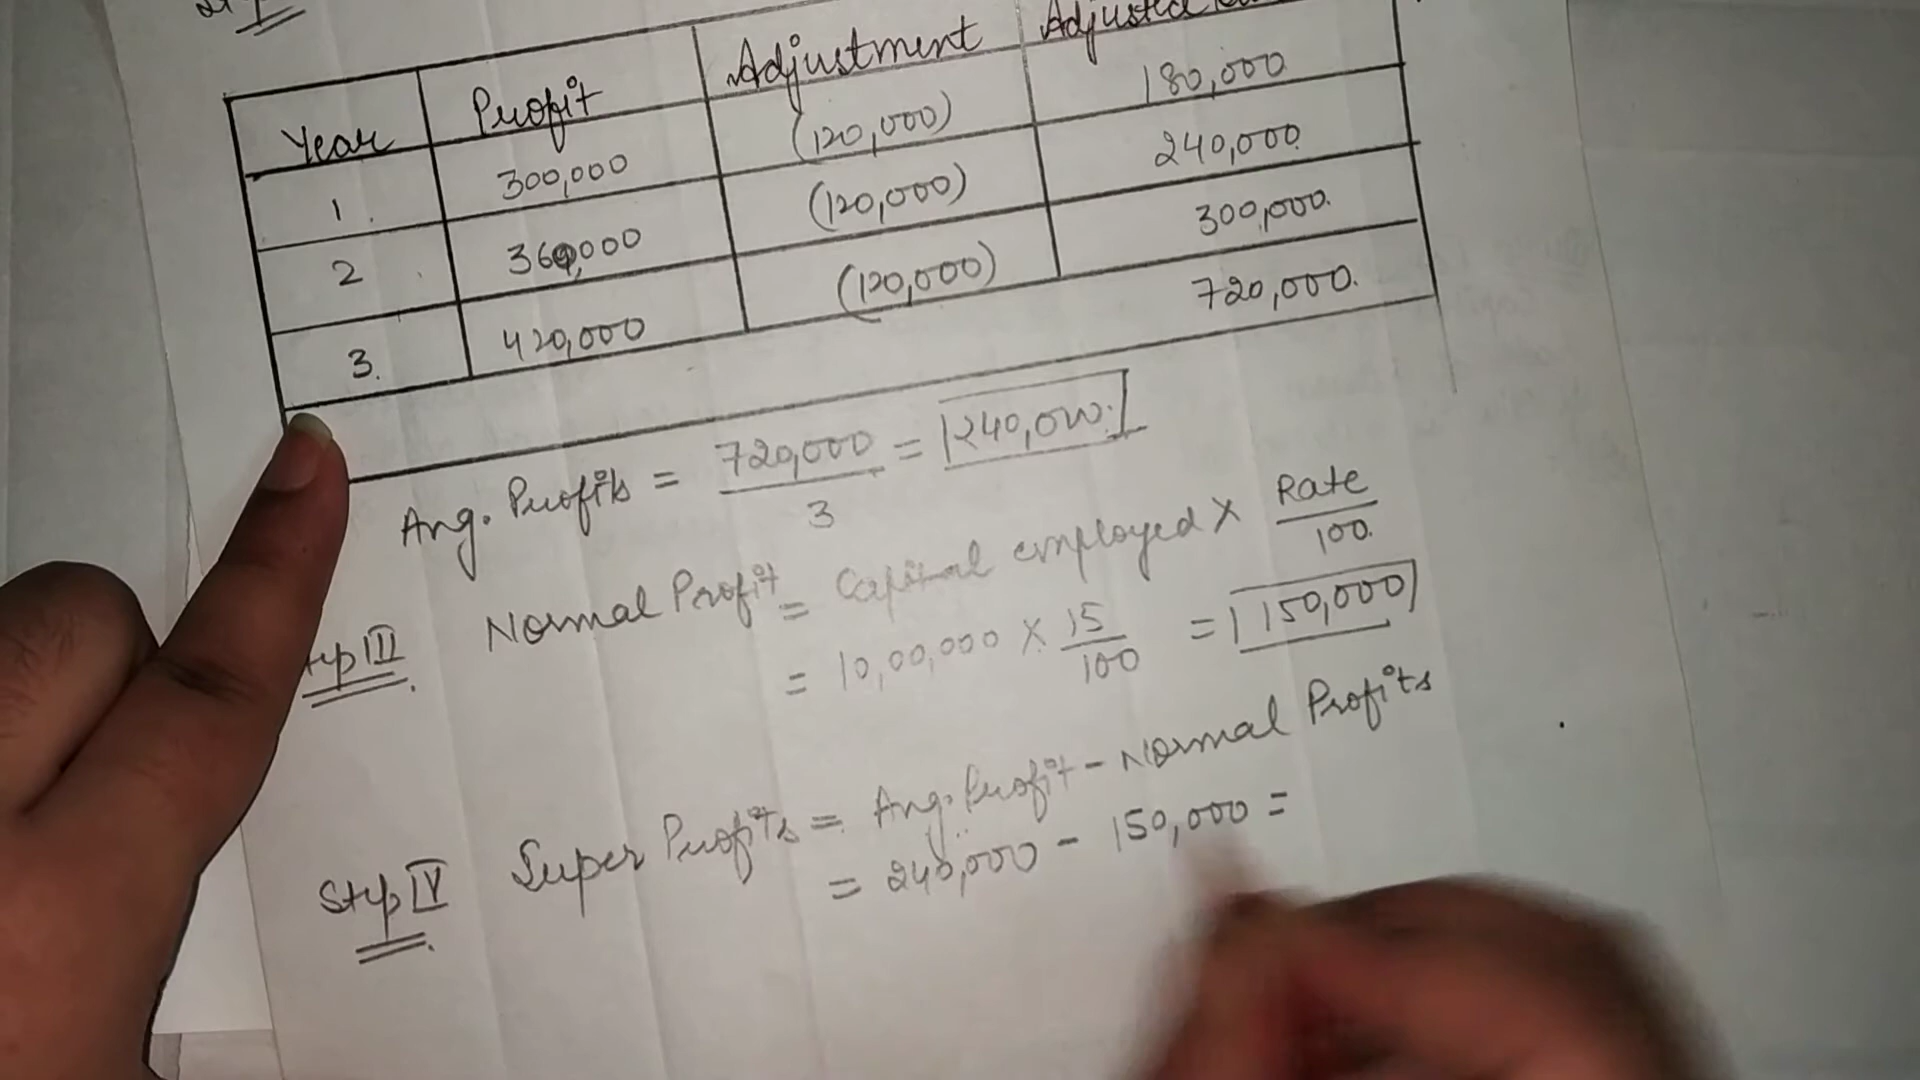 Year Profit Adjustment Adjusted
1. 300,000 (120,000) 180,000
2 360,000 (120,000) 240,000
3. 420,000 (120,000) 300,000.
720,000.
Avg. Profits = 720,000 / 3 = 240,000.
Step III Normal Profit = Capital employed × Rate / 100.
= 10,00,000 × 15 / 100 = 150,000
Step IV Super Profits = Avg. Profit - Normal Profits
= 240,000 - 150,000 =